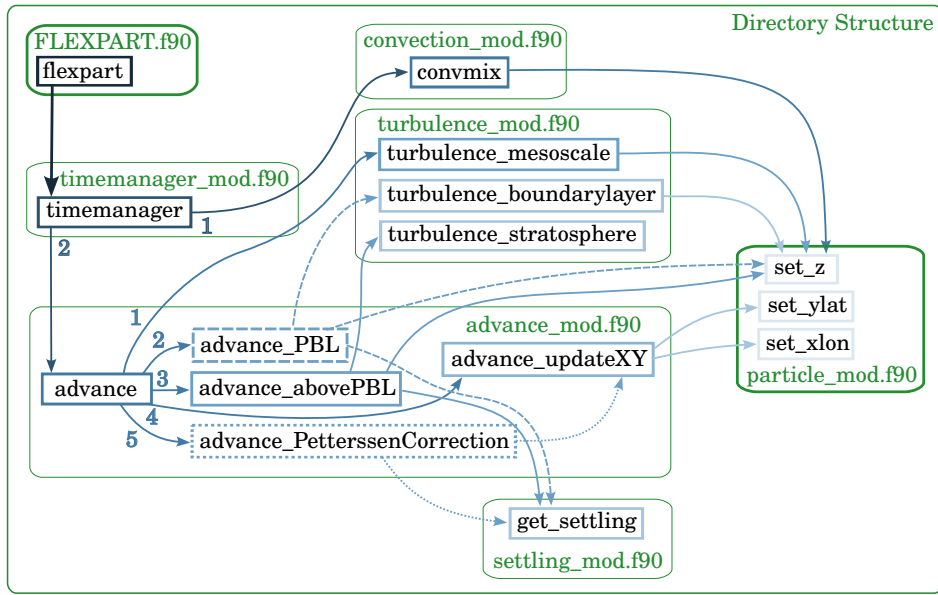 Directory Structure
FLEXPART.f90
flexpart
convection_mod.f90
convmix
turbulence_mod.f90
turbulence_mesoscale
turbulence_boundarylayer
turbulence_stratosphere
timemanager_mod.f90
timemanager
1
2
set_z
set_ylat
set_xlon
particle_mod.f90
advance_mod.f90
1
2
advance_PBL
advance_updateXY
advance
3
advance_abovePBL
4
5
advance_PetterssenCorrection
get_settling
settling_mod.f90